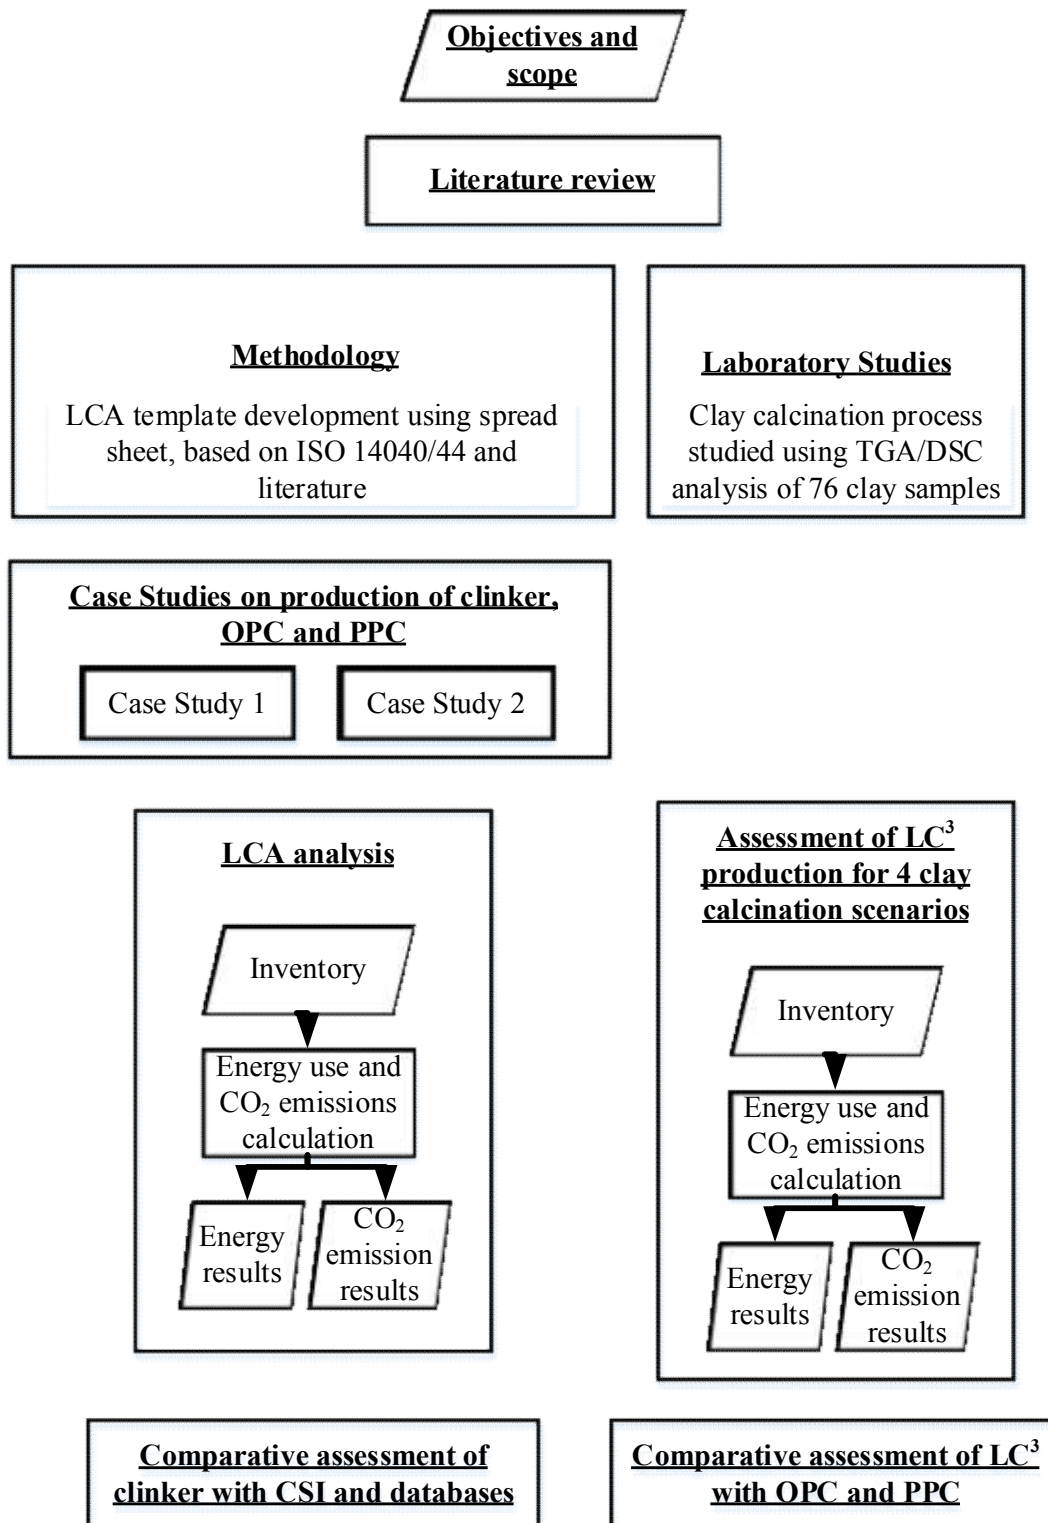 Objectives and
scope
Literature review
Methodology
LCA template development using spread
sheet, based on ISO 14040/44 and
literature
Laboratory Studies
Clay calcination process
studied using TGA/DSC
analysis of 76 clay samples
Case Studies on production of clinker,
OPC and PPC
Case Study 1
Case Study 2
LCA analysis
Inventory
Energy use and
CO₂ emissions
calculation
Energy
results
CO₂
emission
results
Assessment of LC³
production for 4 clay
calcination scenarios
Inventory
Energy use and
CO₂ emissions
calculation
Energy
results
CO₂
emission
results
Comparative assessment of
clinker with CSI and databases
Comparative assessment of LC³
with OPC and PPC